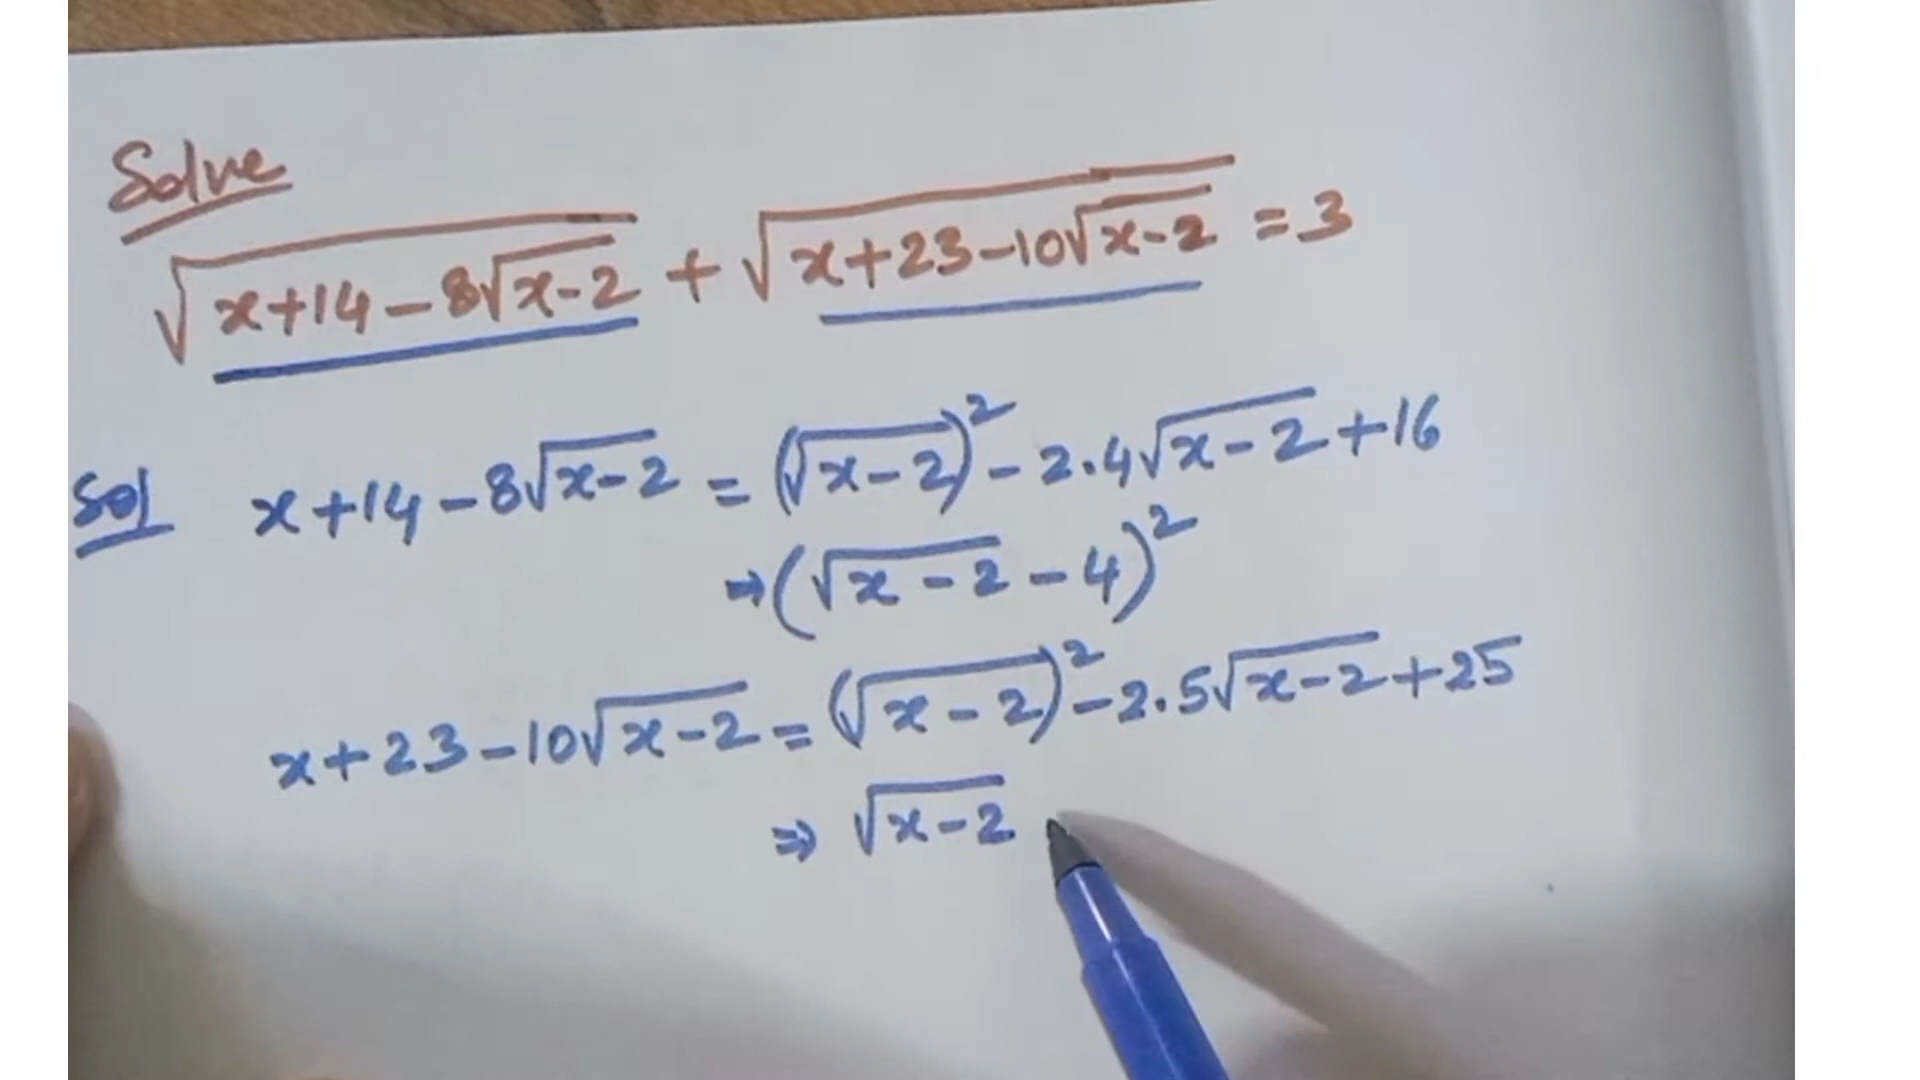 Solve
√(x+14-8√(x-2)) + √(x+23-10√(x-2)) = 3
Sol x+14-8√(x-2) = (√(x-2))² - 2.4√(x-2) + 16
⇒ (√(x-2) - 4)²
x+23-10√(x-2) = (√(x-2))² - 2.5√(x-2) + 25
⇒ √(x-2)